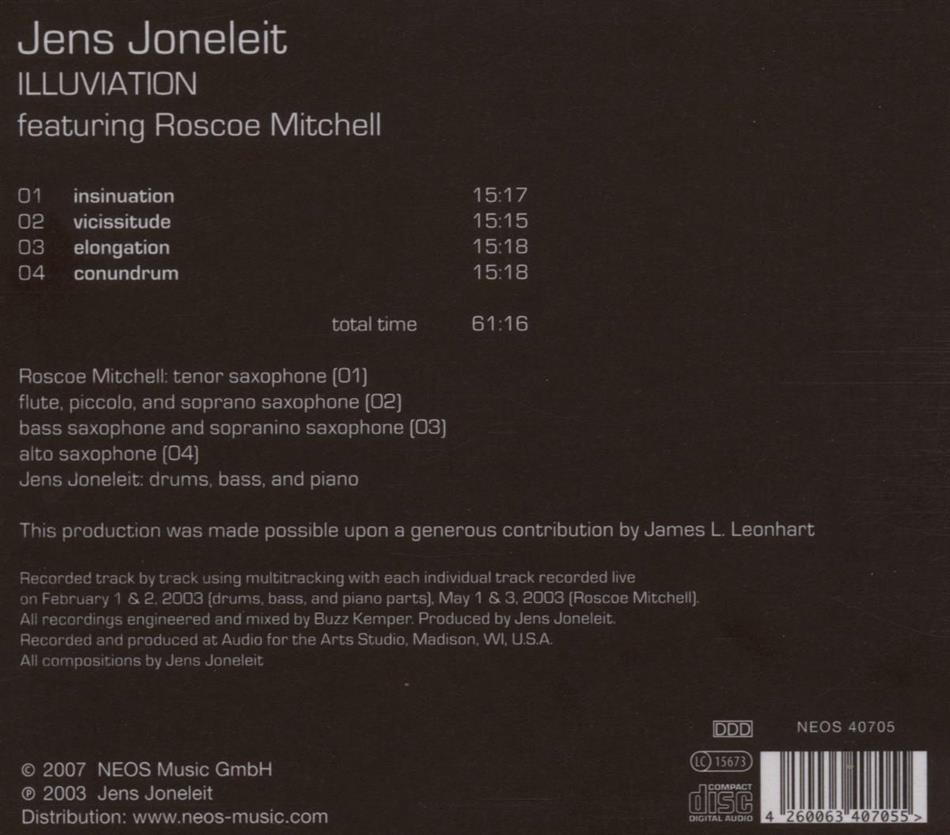 Jens Joneleit
ILLUVIATION
featuring Roscoe Mitchell
01 insinuation 15:17
02 vicissitude 15:15
03 elongation 15:18
04 conundrum 15:18
total time 61:16
Roscoe Mitchell: tenor saxophone (01)
flute, piccolo, and soprano saxophone (02)
bass saxophone and sopranino saxophone (03)
alto saxophone (04)
Jens Joneleit: drums, bass, and piano
This production was made possible upon a generous contribution by James L. Leonhart
Recorded track by track using multitracking with each individual track recorded live
on February 1 & 2, 2003 (drums, bass, and piano parts), May 1 & 3, 2003 (Roscoe Mitchell).
All recordings engineered and mixed by Buzz Kemper. Produced by Jens Joneleit.
Recorded and produced at Audio for the Arts Studio, Madison, WI, U.S.A.
All compositions by Jens Joneleit
DDD NEOS 40705
© 2007 NEOS Music GmbH
℗ 2003 Jens Joneleit
Distribution: www.neos-music.com
LC 15673
COMPACT
disc
DIGITAL AUDIO
4 260063 407055 >